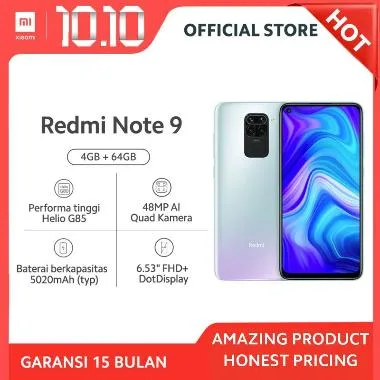 mi
xiaomi
10.10
OFFICIAL STORE
HOT
Redmi Note 9
4GB + 64GB
Performa tinggi
Helio G85
48MP AI
Quad Kamera
Baterai berkapasitas
5020mAh (typ)
6.53" FHD+
DotDisplay
Redmi
GARANSI 15 BULAN
AMAZING PRODUCT
HONEST PRICING